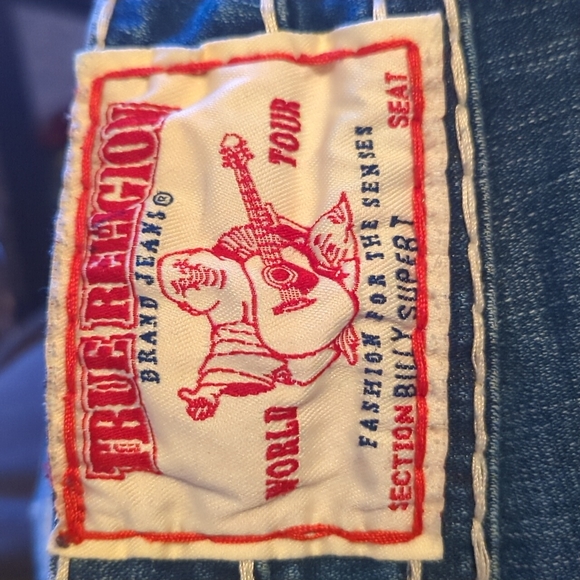 TRUE RELIGION
BRAND JEANS®
WORLD TOUR
FASHION FOR THE SENSES
SECTION BILLY SUPER T SEAT